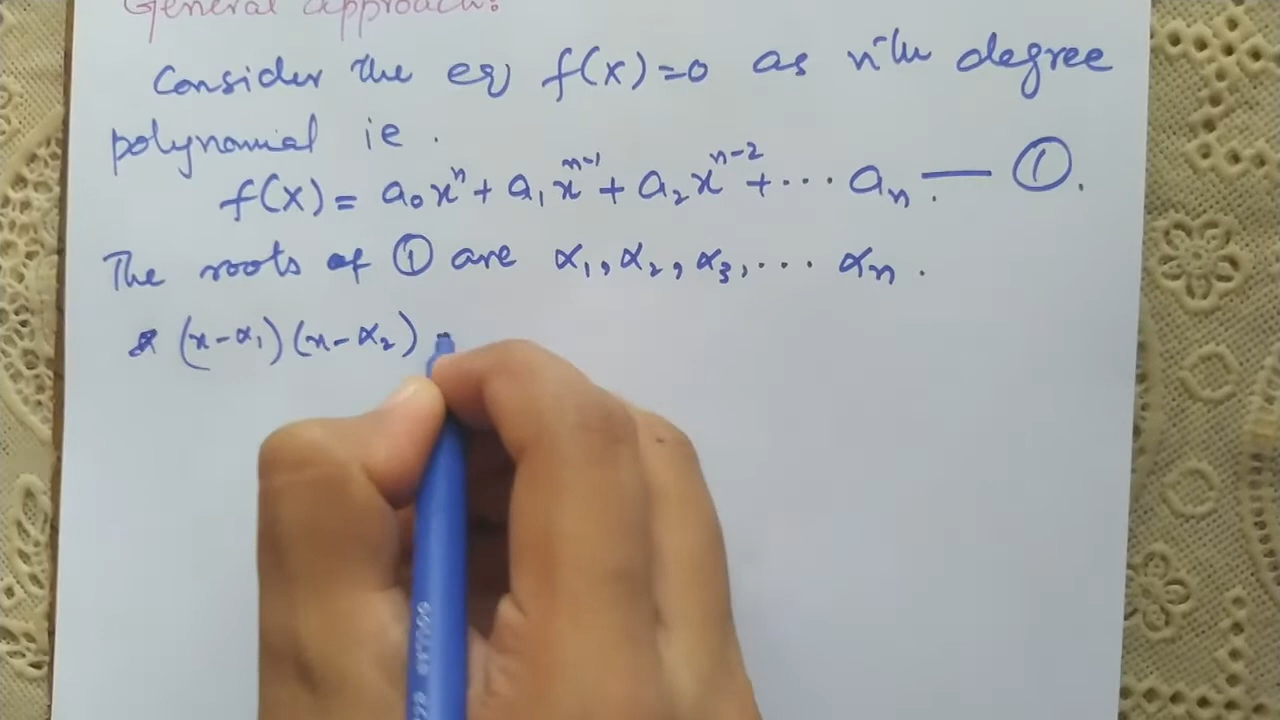 General approach:
Consider the eq f(x)=0 as nth degree
polynomial ie.
f(x) = a₀xⁿ + a₁xⁿ⁻¹ + a₂xⁿ⁻² + ··· aₙ. — ①.
The roots of ① are α₁, α₂, α₃, ... αₙ.
(x-α₁)(x-α₂)